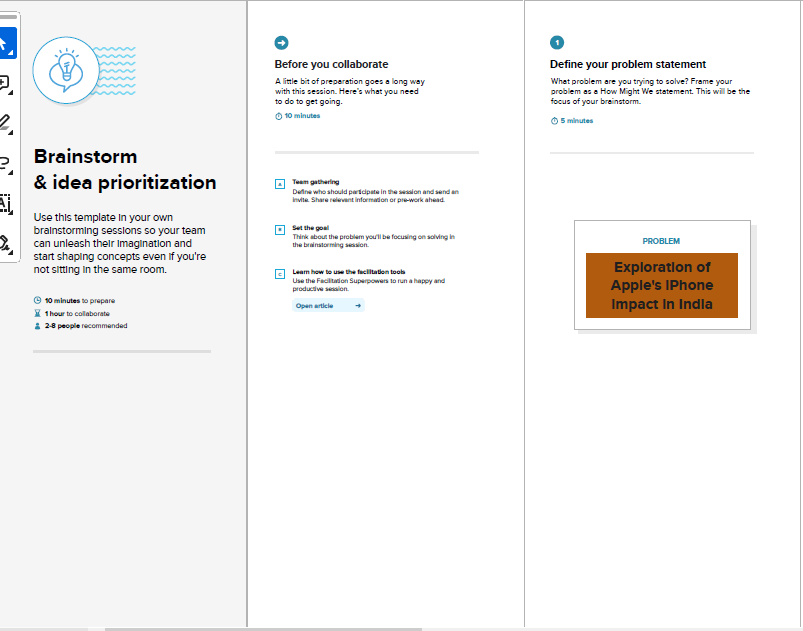 Brainstorm
& idea prioritization
Use this template in your own
brainstorming sessions so your team
can unleash their imagination and
start shaping concepts even if you're
not sitting in the same room.
10 minutes to prepare
1 hour to collaborate
2-8 people recommended
Before you collaborate
A little bit of preparation goes a long way
with this session. Here's what you need
to do to get going.
10 minutes
A
Team gathering
Define who should participate in the session and send an
invite. Share relevant information or pre-work ahead.
B
Set the goal
Think about the problem you'll be focusing on solving in
the brainstorming session.
C
Learn how to use the facilitation tools
Use the Facilitation Superpowers to run a happy and
productive session.
Open article
1
Define your problem statement
What problem are you trying to solve? Frame your
problem as a How Might We statement. This will be the
focus of your brainstorm.
5 minutes
PROBLEM
Exploration of
Apple's iPhone
Impact in India